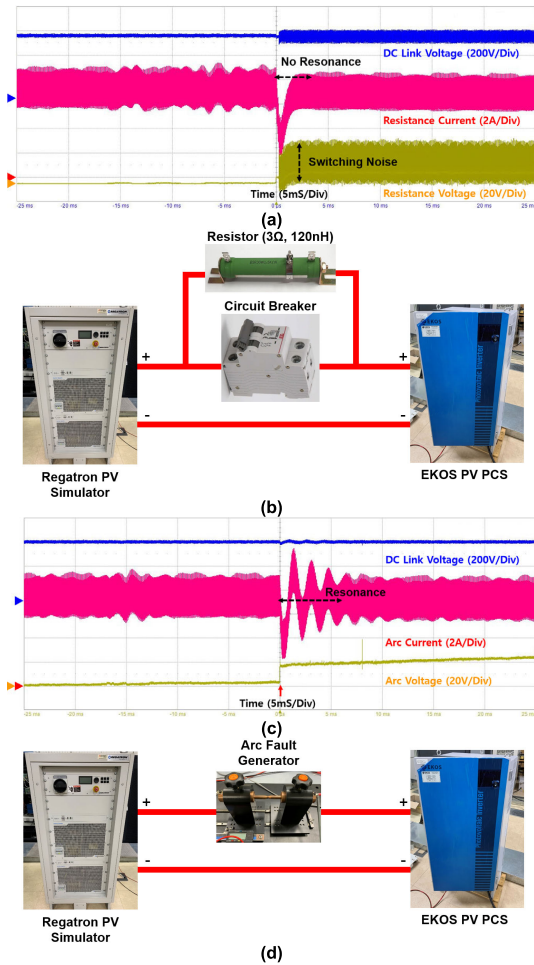 DC Link Voltage (200V/Div)
No Resonance
Resistance Current (2A/Div)
Switching Noise
Time (5mS/Div)
Resistance Voltage (20V/Div)
-25 ms -20 ms -15 ms -10 ms -5 ms 0 s 5 ms 10 ms 15 ms 20 ms 25 ms
(a)
Resistor (3Ω, 120nH)
Circuit Breaker
+ +
- -
Regatron PV
Simulator
EKOS PV PCS
(b)
DC Link Voltage (200V/Div)
Resonance
Arc Current (2A/Div)
Arc Voltage (20V/Div)
Time (5mS/Div)
-25 ms -20 ms -15 ms -10 ms -5 ms 0 s 5 ms 10 ms 15 ms 20 ms 25 ms
(c)
Arc Fault
Generator
+ +
- -
Regatron PV
Simulator
EKOS PV PCS
(d)